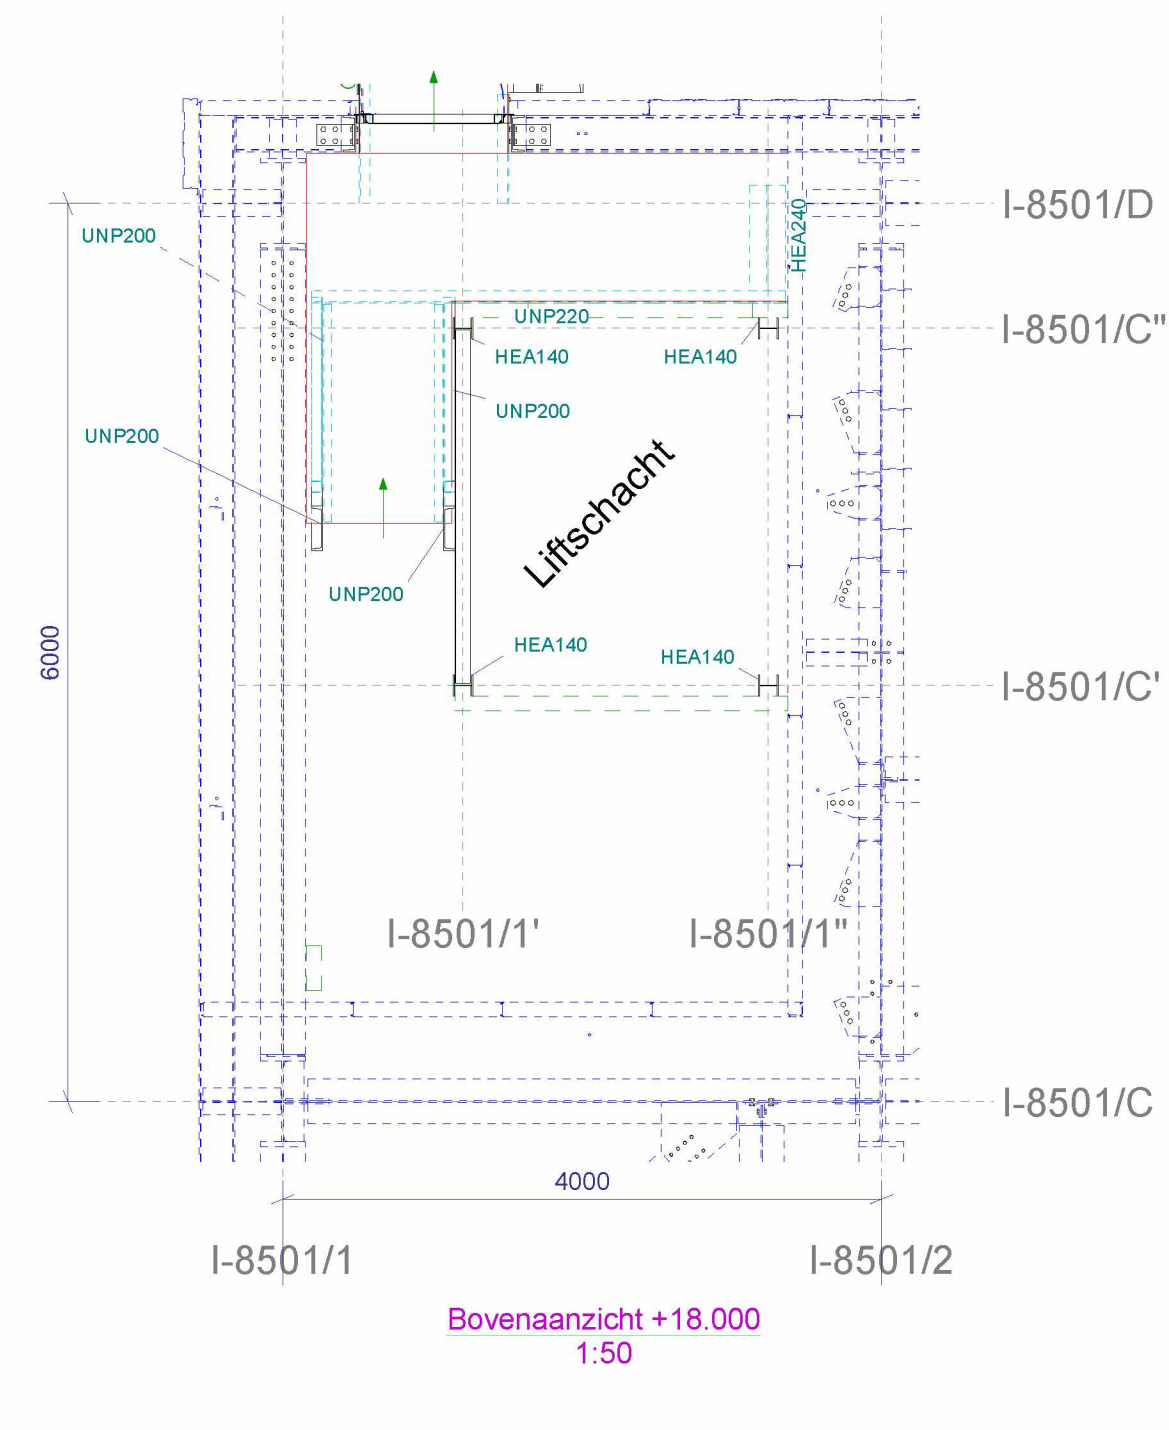 I-8501/D
UNP200
HEA240
UNP220
I-8501/C"
HEA140
HEA140
UNP200
UNP200
Liftschacht
UNP200
6000
HEA140
HEA140
I-8501/C'
I-8501/1'
I-8501/1"
I-8501/C
4000
I-8501/1
I-8501/2
Bovenaanzicht +18.000
1:50